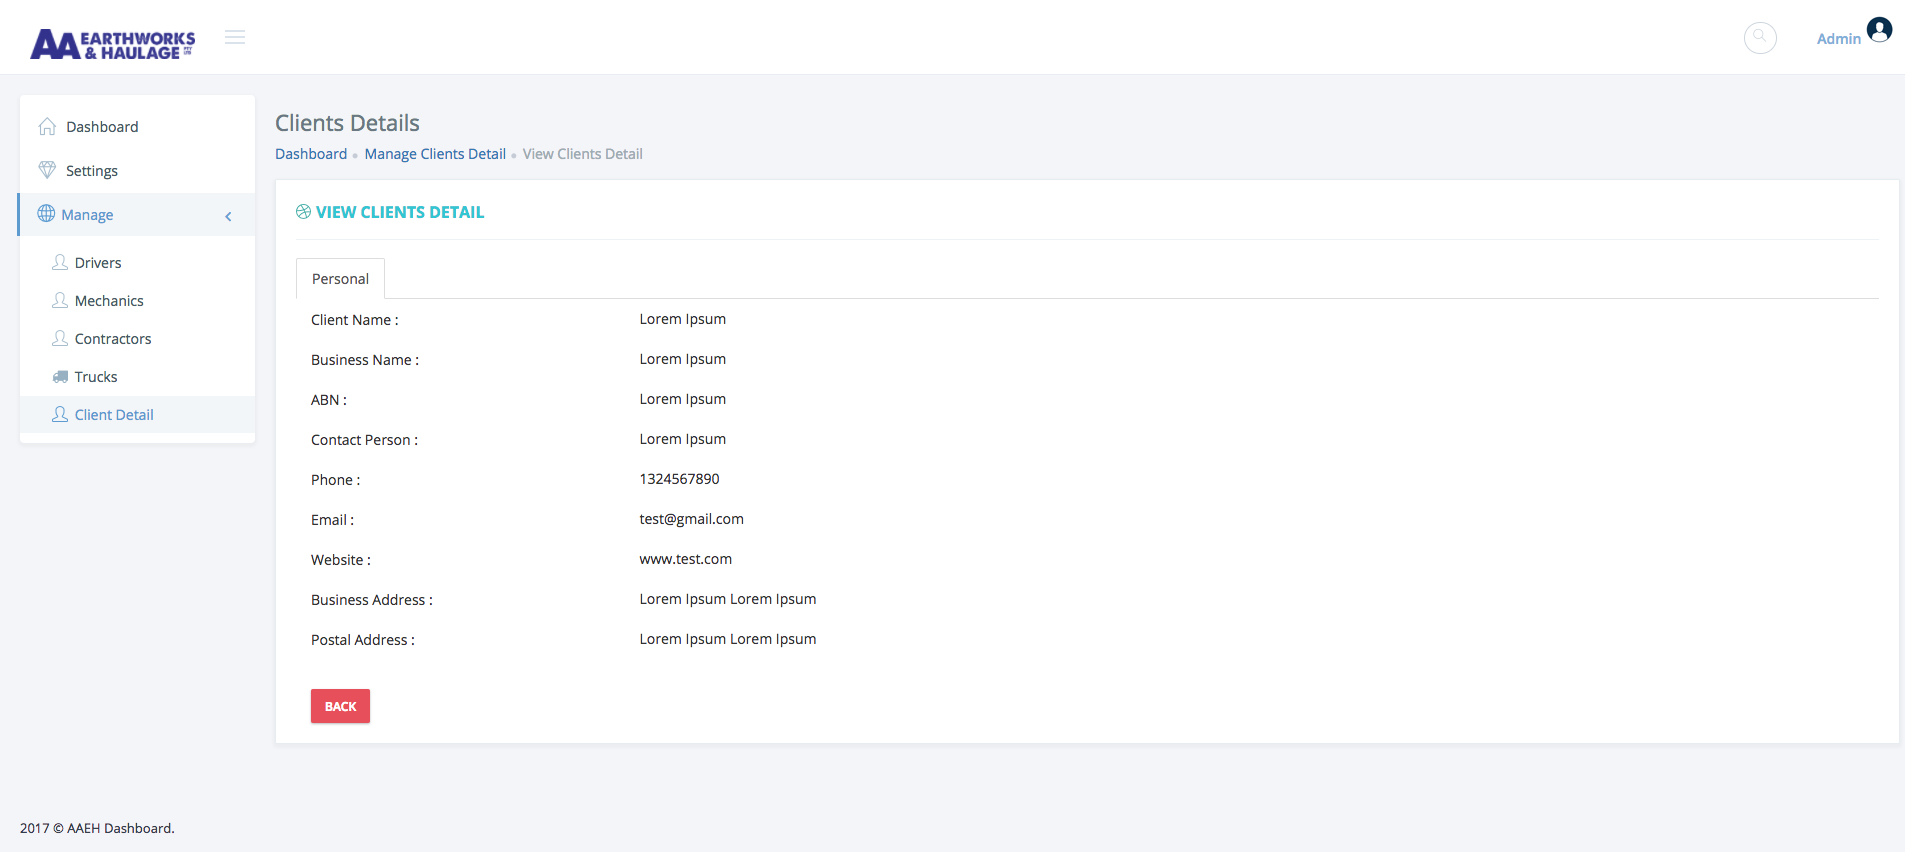 AA EARTHWORKS & HAULAGE PTY LTD
Admin
Dashboard
Settings
Manage
Drivers
Mechanics
Contractors
Trucks
Client Detail
Clients Details
Dashboard • Manage Clients Detail • View Clients Detail
VIEW CLIENTS DETAIL
Personal
Client Name : Lorem Ipsum
Business Name : Lorem Ipsum
ABN : Lorem Ipsum
Contact Person : Lorem Ipsum
Phone : 1324567890
Email : test@gmail.com
Website : www.test.com
Business Address : Lorem Ipsum Lorem Ipsum
Postal Address : Lorem Ipsum Lorem Ipsum
BACK
2017 © AAEH Dashboard.